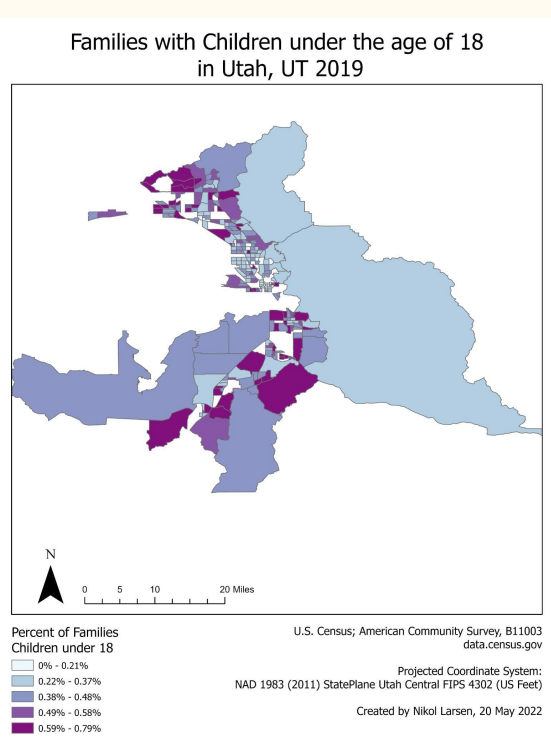 Families with Children under the age of 18
in Utah, UT 2019
N
0 5 10 20 Miles
Percent of Families
Children under 18
0% - 0.21%
0.22% - 0.37%
0.38% - 0.48%
0.49% - 0.58%
0.59% - 0.79%
U.S. Census; American Community Survey, B11003
data.census.gov
Projected Coordinate System:
NAD 1983 (2011) StatePlane Utah Central FIPS 4302 (US Feet)
Created by Nikol Larsen, 20 May 2022